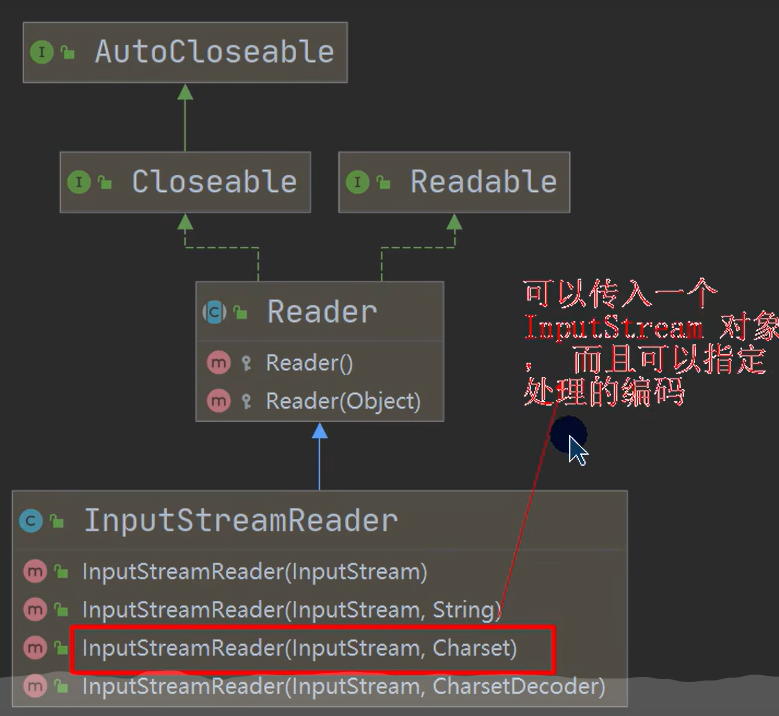 AutoCloseable
Closeable
Readable
Reader
Reader()
Reader(Object)
可以传入一个
InputStream 对象
， 而且可以指定
处理的编码
InputStreamReader
InputStreamReader(InputStream)
InputStreamReader(InputStream, String)
InputStreamReader(InputStream, Charset)
InputStreamReader(InputStream, CharsetDecoder)